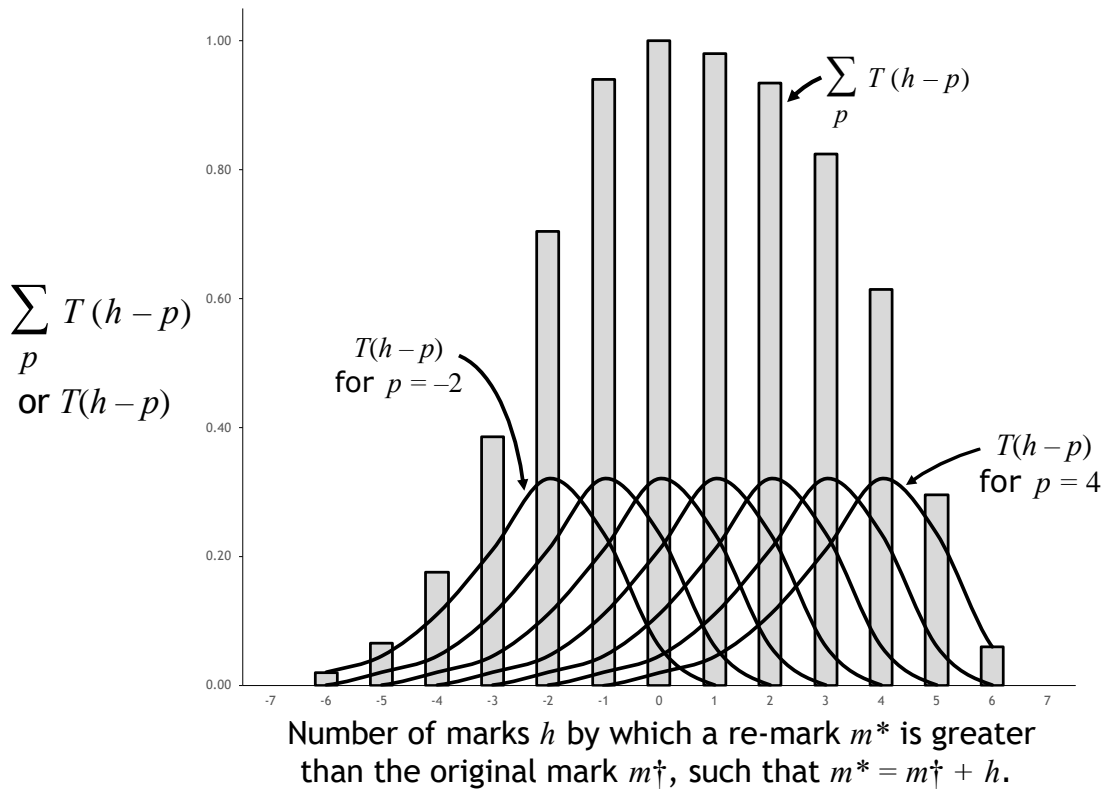 1.00
0.80
0.60
0.40
0.20
0.00
∑ T (h – p)
p
∑ T (h – p)
p
or T(h – p)
T(h – p)
for p = –2
T(h – p)
for p = 4
-7 -6 -5 -4 -3 -2 -1 0 1 2 3 4 5 6 7
Number of marks h by which a re-mark m* is greater
than the original mark m†, such that m* = m† + h.